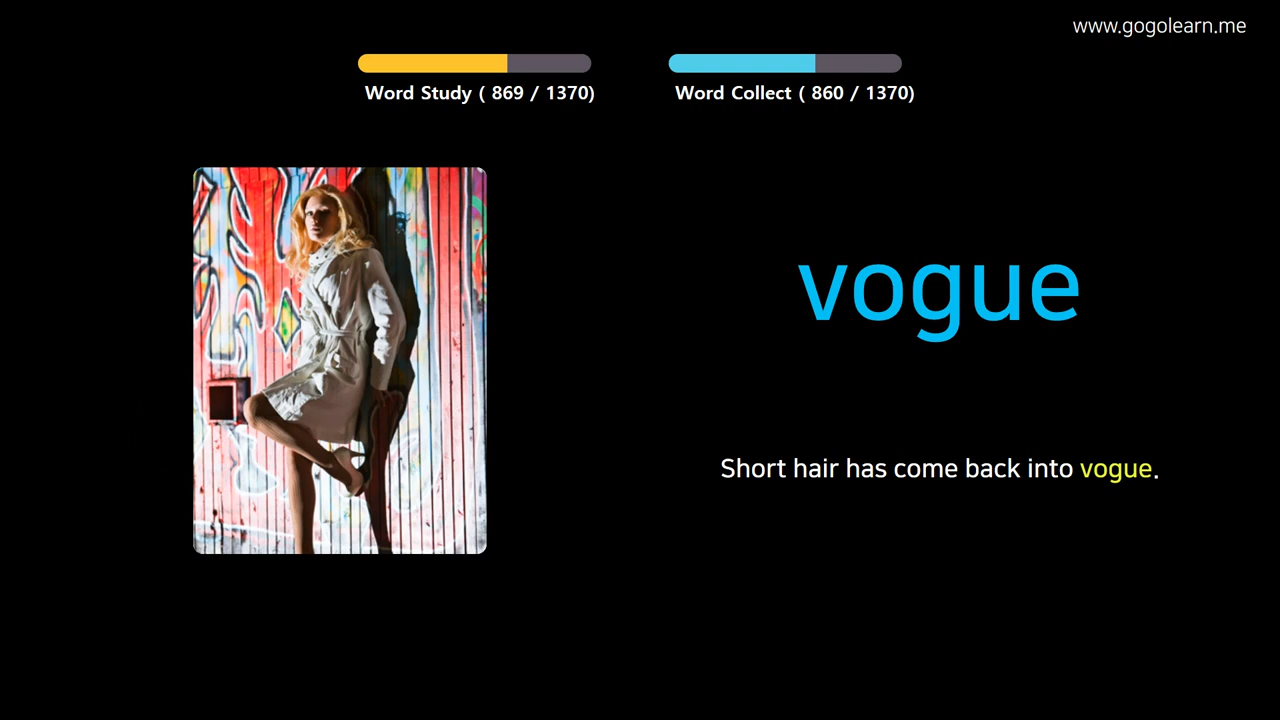 www.gogolearn.me
Word Study ( 869 / 1370)
Word Collect ( 860 / 1370)
vogue
Short hair has come back into vogue.